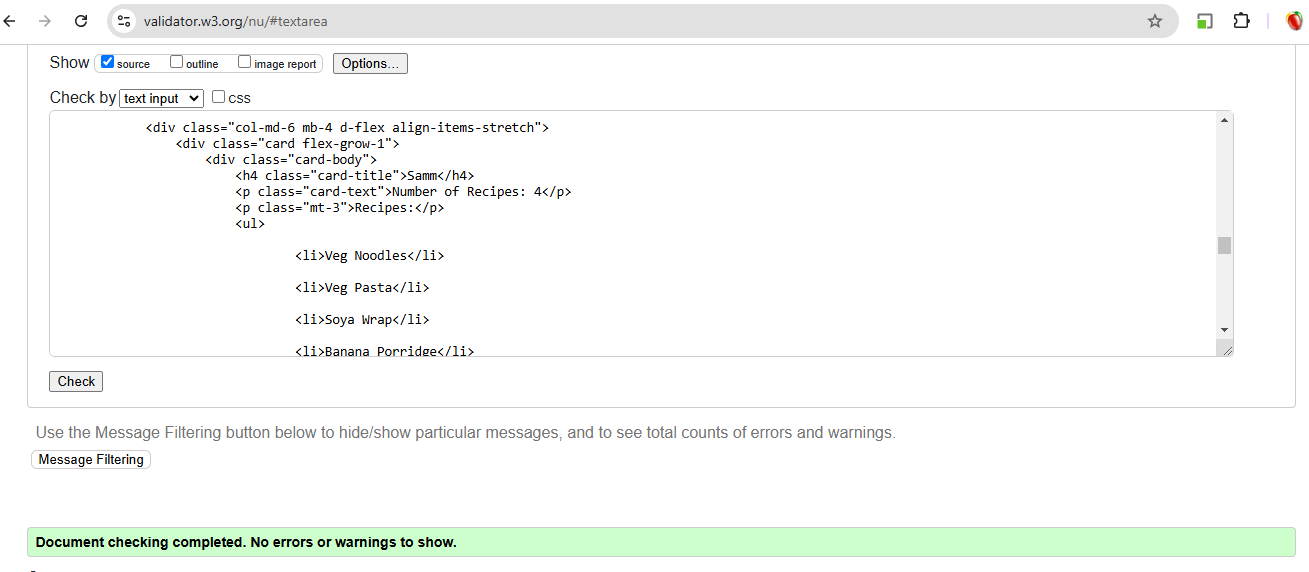 validator.w3.org/nu/#textarea
Show source outline image report Options...
Check by text input css
<div class="col-md-6 mb-4 d-flex align-items-stretch">
<div class="card flex-grow-1">
<div class="card-body">
<h4 class="card-title">Samm</h4>
<p class="card-text">Number of Recipes: 4</p>
<p class="mt-3">Recipes:</p>
<ul>
<li>Veg Noodles</li>
<li>Veg Pasta</li>
<li>Soya Wrap</li>
<li>Banana Porridge</li>
Check
Use the Message Filtering button below to hide/show particular messages, and to see total counts of errors and warnings.
Message Filtering
Document checking completed. No errors or warnings to show.